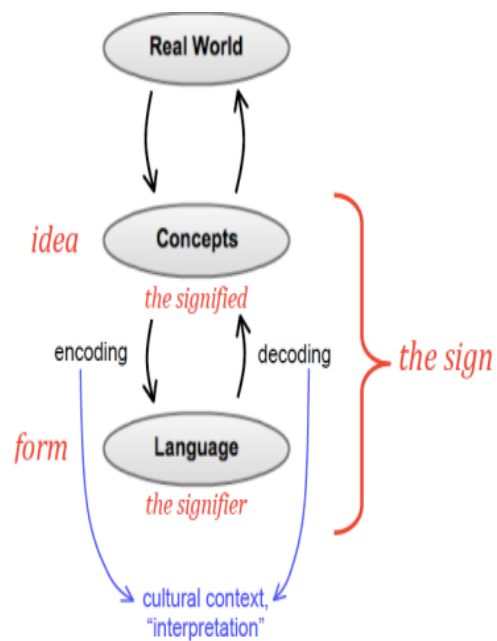 Real World
idea
Concepts
the signified
encoding
decoding
the sign
form
Language
the signifier
cultural context,
“interpretation”